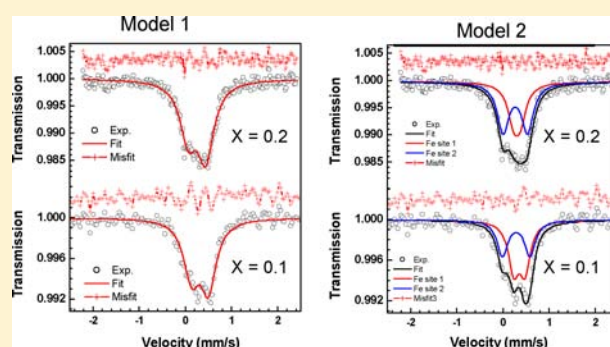 Model 1
1.005
1.000
0.995
0.990
0.985
Transmission
Exp.
Fit
Misfit
X = 0.2
1.000
0.996
0.992
Transmission
Exp.
Fit
Misfit
X = 0.1
-2 -1 0 1 2
Velocity (mm/s)
Model 2
1.005
1.000
0.995
0.990
0.985
Transmission
Exp.
Fit
Fe site 1
Fe site 2
Misfit
X = 0.2
1.000
0.996
0.992
Transmission
Exp.
Fit
Fe site 1
Fe site 2
Misfit3
X = 0.1
-2 -1 0 1 2
Velocity (mm/s)